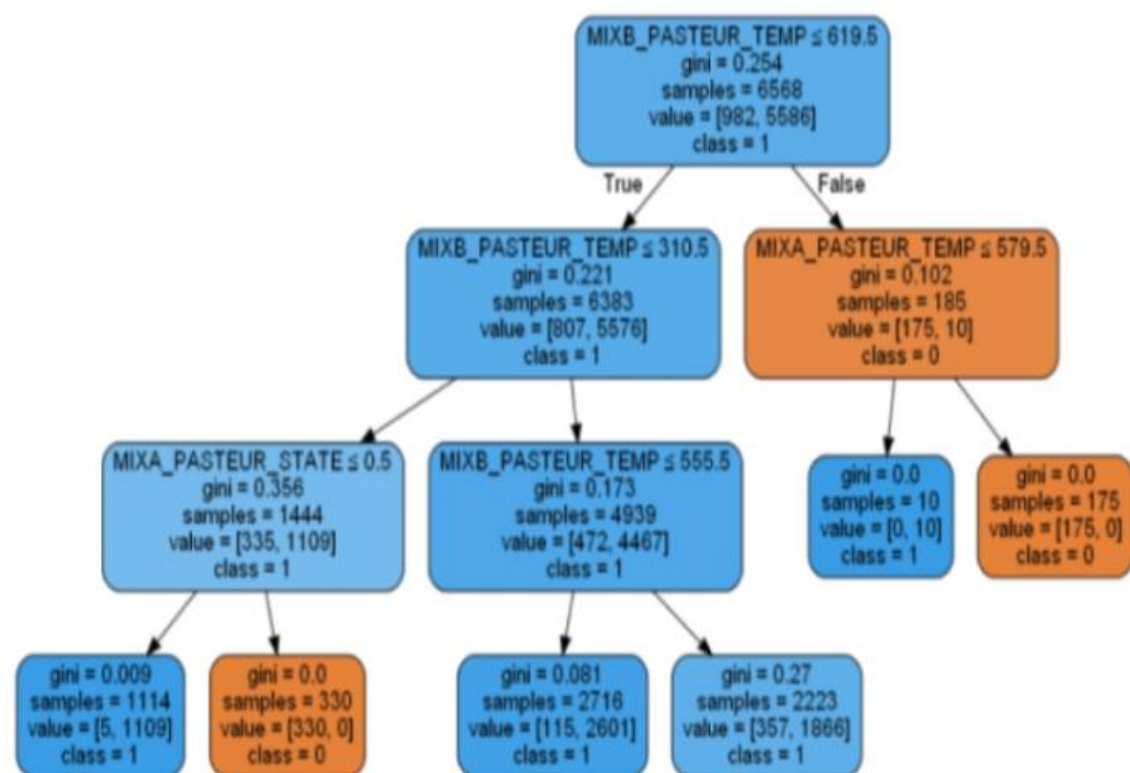 MIXB_PASTEUR_TEMP ≤ 619.5
gini = 0.254
samples = 6568
value = [982, 5586]
class = 1
True
False
MIXB_PASTEUR_TEMP ≤ 310.5
gini = 0.221
samples = 6383
value = [807, 5576]
class = 1
MIXA_PASTEUR_TEMP ≤ 579.5
gini = 0.102
samples = 185
value = [175, 10]
class = 0
MIXA_PASTEUR_STATE ≤ 0.5
gini = 0.356
samples = 1444
value = [335, 1109]
class = 1
MIXB_PASTEUR_TEMP ≤ 555.5
gini = 0.173
samples = 4939
value = [472, 4467]
class = 1
gini = 0.0
samples = 10
value = [0, 10]
class = 1
gini = 0.0
samples = 175
value = [175, 0]
class = 0
gini = 0.009
samples = 1114
value = [5, 1109]
class = 1
gini = 0.0
samples = 330
value = [330, 0]
class = 0
gini = 0.081
samples = 2716
value = [115, 2601]
class = 1
gini = 0.27
samples = 2223
value = [357, 1866]
class = 1